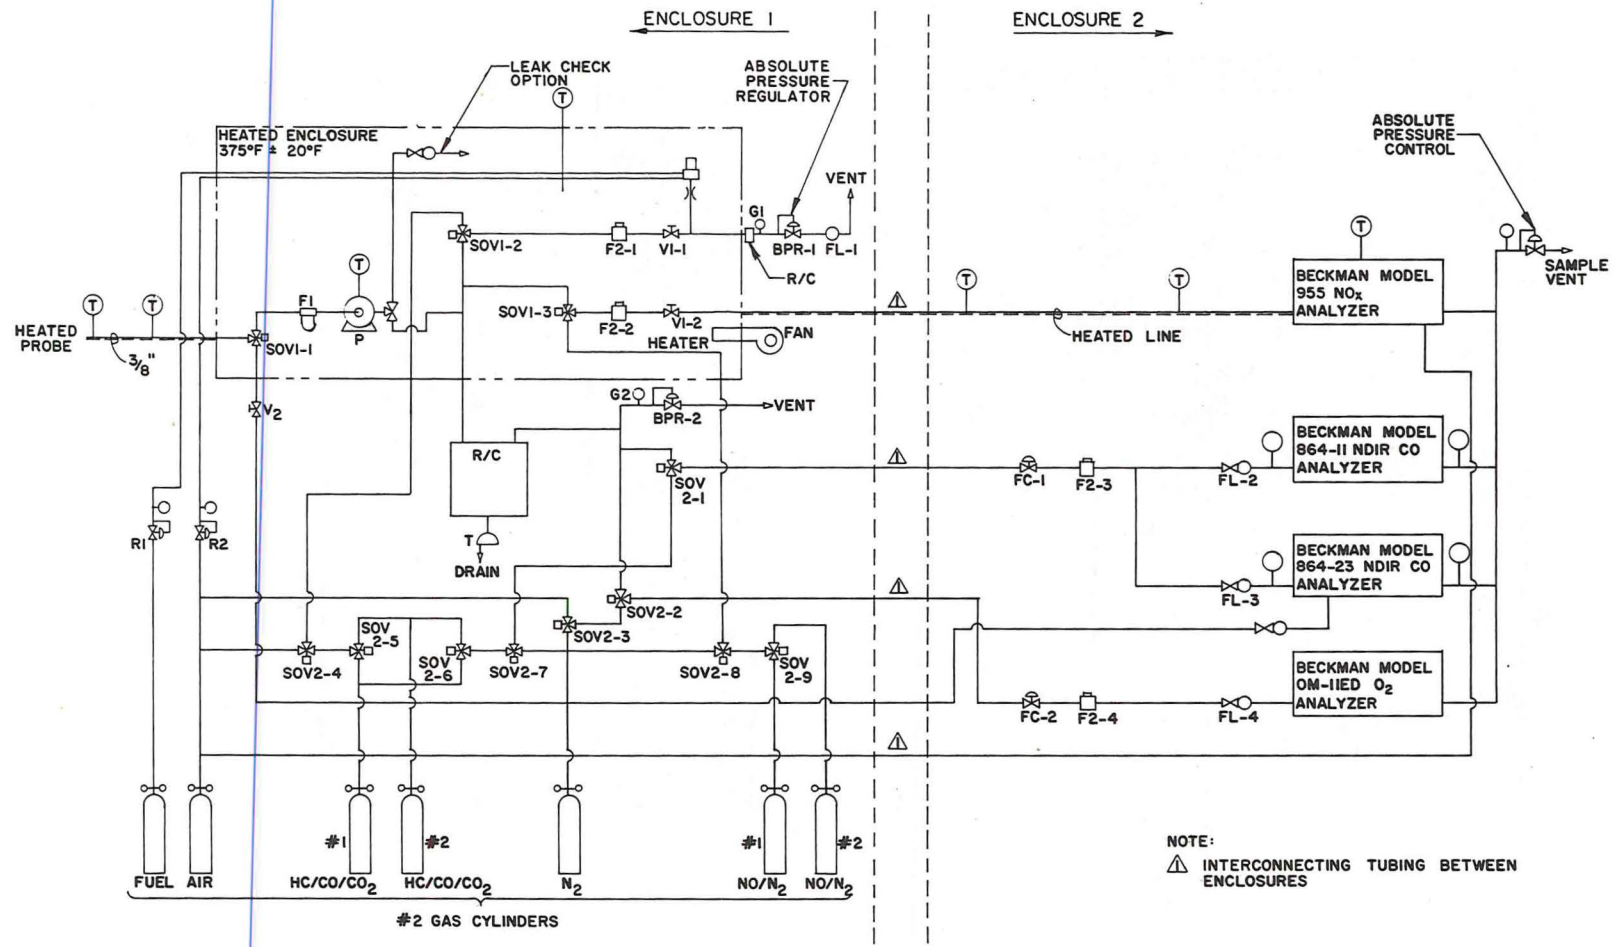 ENCLOSURE 1
ENCLOSURE 2
LEAK CHECK
OPTION
T
ABSOLUTE
PRESSURE
REGULATOR
HEATED ENCLOSURE
375°F ± 20°F
ABSOLUTE
PRESSURE
CONTROL
VENT
G1
SOV1-2
F2-1
V1-1
BPR-1
FL-1
R/C
T
SAMPLE
VENT
T
T
T
F1
T
T
P
SOV1-3
F2-2
V1-2
BECKMAN MODEL
955 NOx
ANALYZER
HEATED
PROBE
3/8"
SOV1-1
HEATER
FAN
HEATED LINE
1
V2
G2
BPR-2
VENT
R/C
SOV
2-1
1
FC-1
F2-3
FL-2
BECKMAN MODEL
864-11 NDIR CO
ANALYZER
R1
R2
T
DRAIN
BECKMAN MODEL
864-23 NDIR CO
ANALYZER
1
FL-3
SOV2-2
SOV2-3
SOV
2-5
SOV2-4
SOV
2-6
SOV2-7
SOV2-8
SOV
2-9
BECKMAN MODEL
OM-11ED O2
ANALYZER
FC-2
F2-4
FL-4
1
#1
#2
#1
#2
FUEL
AIR
HC/CO/CO2
HC/CO/CO2
N2
NO/N2
NO/N2
#2 GAS CYLINDERS
NOTE:
1 INTERCONNECTING TUBING BETWEEN
ENCLOSURES